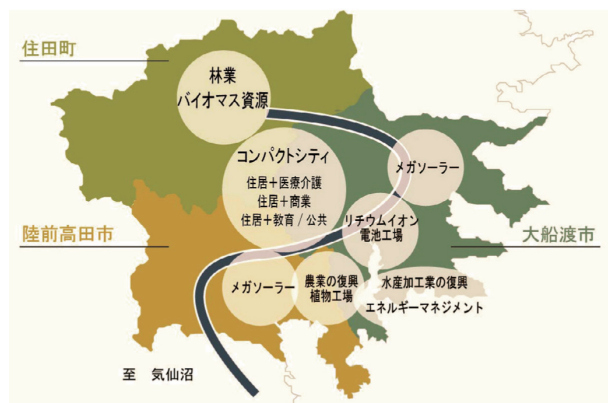 住田町
林業
バイオマス資源
コンパクトシティ
住居＋医療介護
住居＋商業
住居＋教育 / 公共
メガソーラー
リチウムイオン
電池工場
陸前高田市
大船渡市
メガソーラー
農業の復興
植物工場
水産加工業の復興
エネルギーマネジメント
至　気仙沼